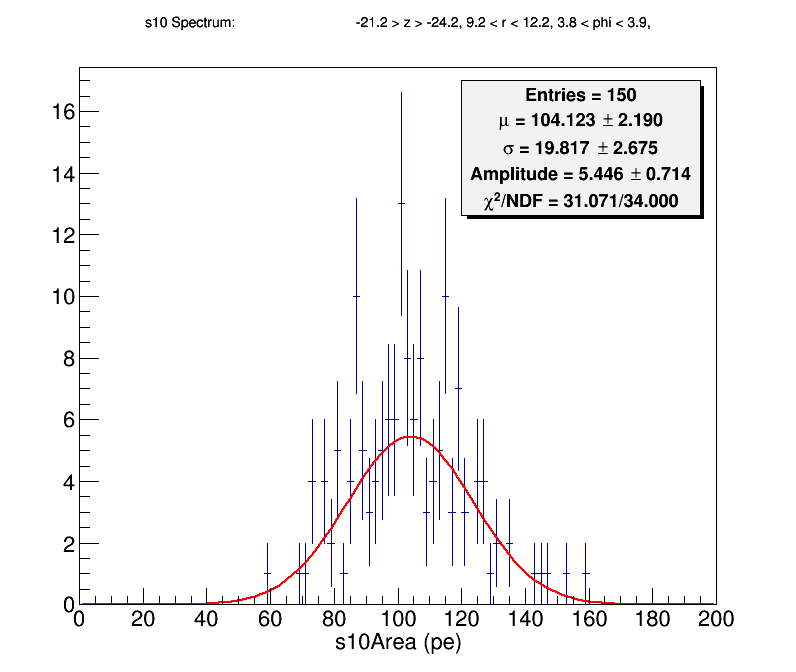 s10 Spectrum: -21.2 > z > -24.2, 9.2 < r < 12.2, 3.8 < phi < 3.9,
Entries = 150
μ = 104.123 ± 2.190
σ = 19.817 ± 2.675
Amplitude = 5.446 ± 0.714
χ²/NDF = 31.071/34.000
16
14
12
10
8
6
4
2
0
0 20 40 60 80 100 120 140 160 180 200
s10Area (pe)